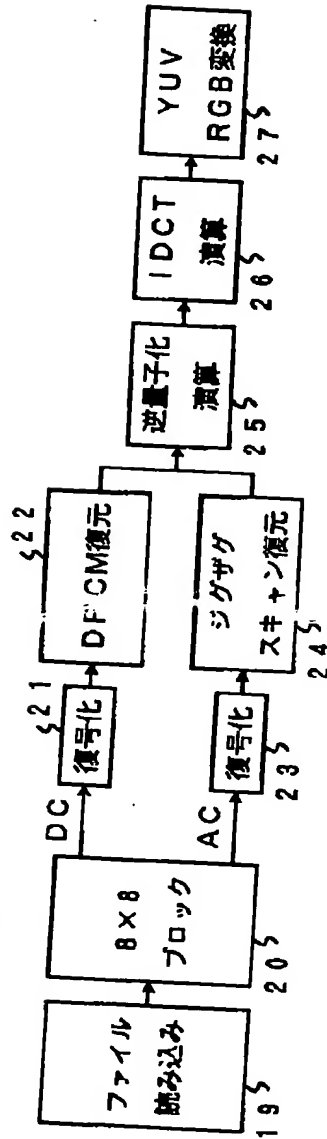 ファイル
読み込み
19
8×8
ブロック
20
DC
復号化
21
DPCM復元
22
AC
復号化
23
ジグザグ
スキャン復元
24
逆量子化
演算
25
IDCT
演算
26
YUV
RGB変換
27